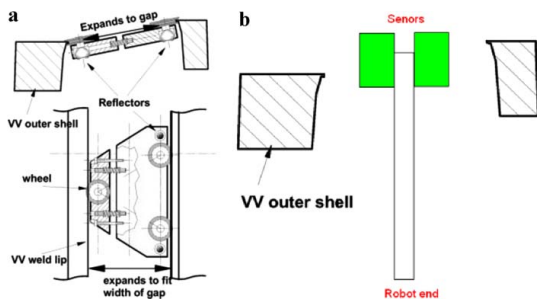 a
Expands to gap
Reflectors
VV outer shell
wheel
VV weld lip
expands to fit
width of gap
b
Senors
VV outer shell
Robot end